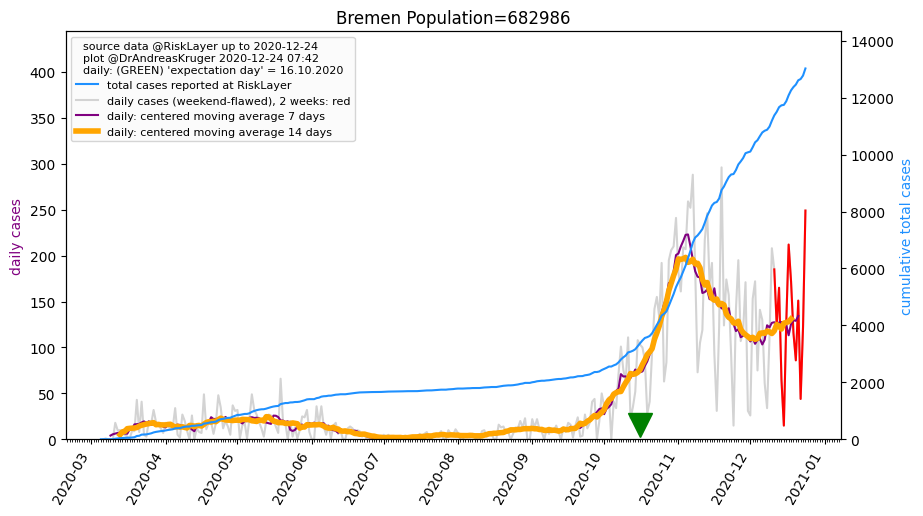 Bremen Population=682986
source data @RiskLayer up to 2020-12-24
plot @DrAndreasKruger 2020-12-24 07:42
daily: (GREEN) 'expectation day' = 16.10.2020
total cases reported at RiskLayer
daily cases (weekend-flawed), 2 weeks: red
daily: centered moving average 7 days
daily: centered moving average 14 days
daily cases
400
350
300
250
200
150
100
50
0
cumulative total cases
14000
12000
10000
8000
6000
4000
2000
0
2020-03
2020-04
2020-05
2020-06
2020-07
2020-08
2020-09
2020-10
2020-11
2020-12
2021-01